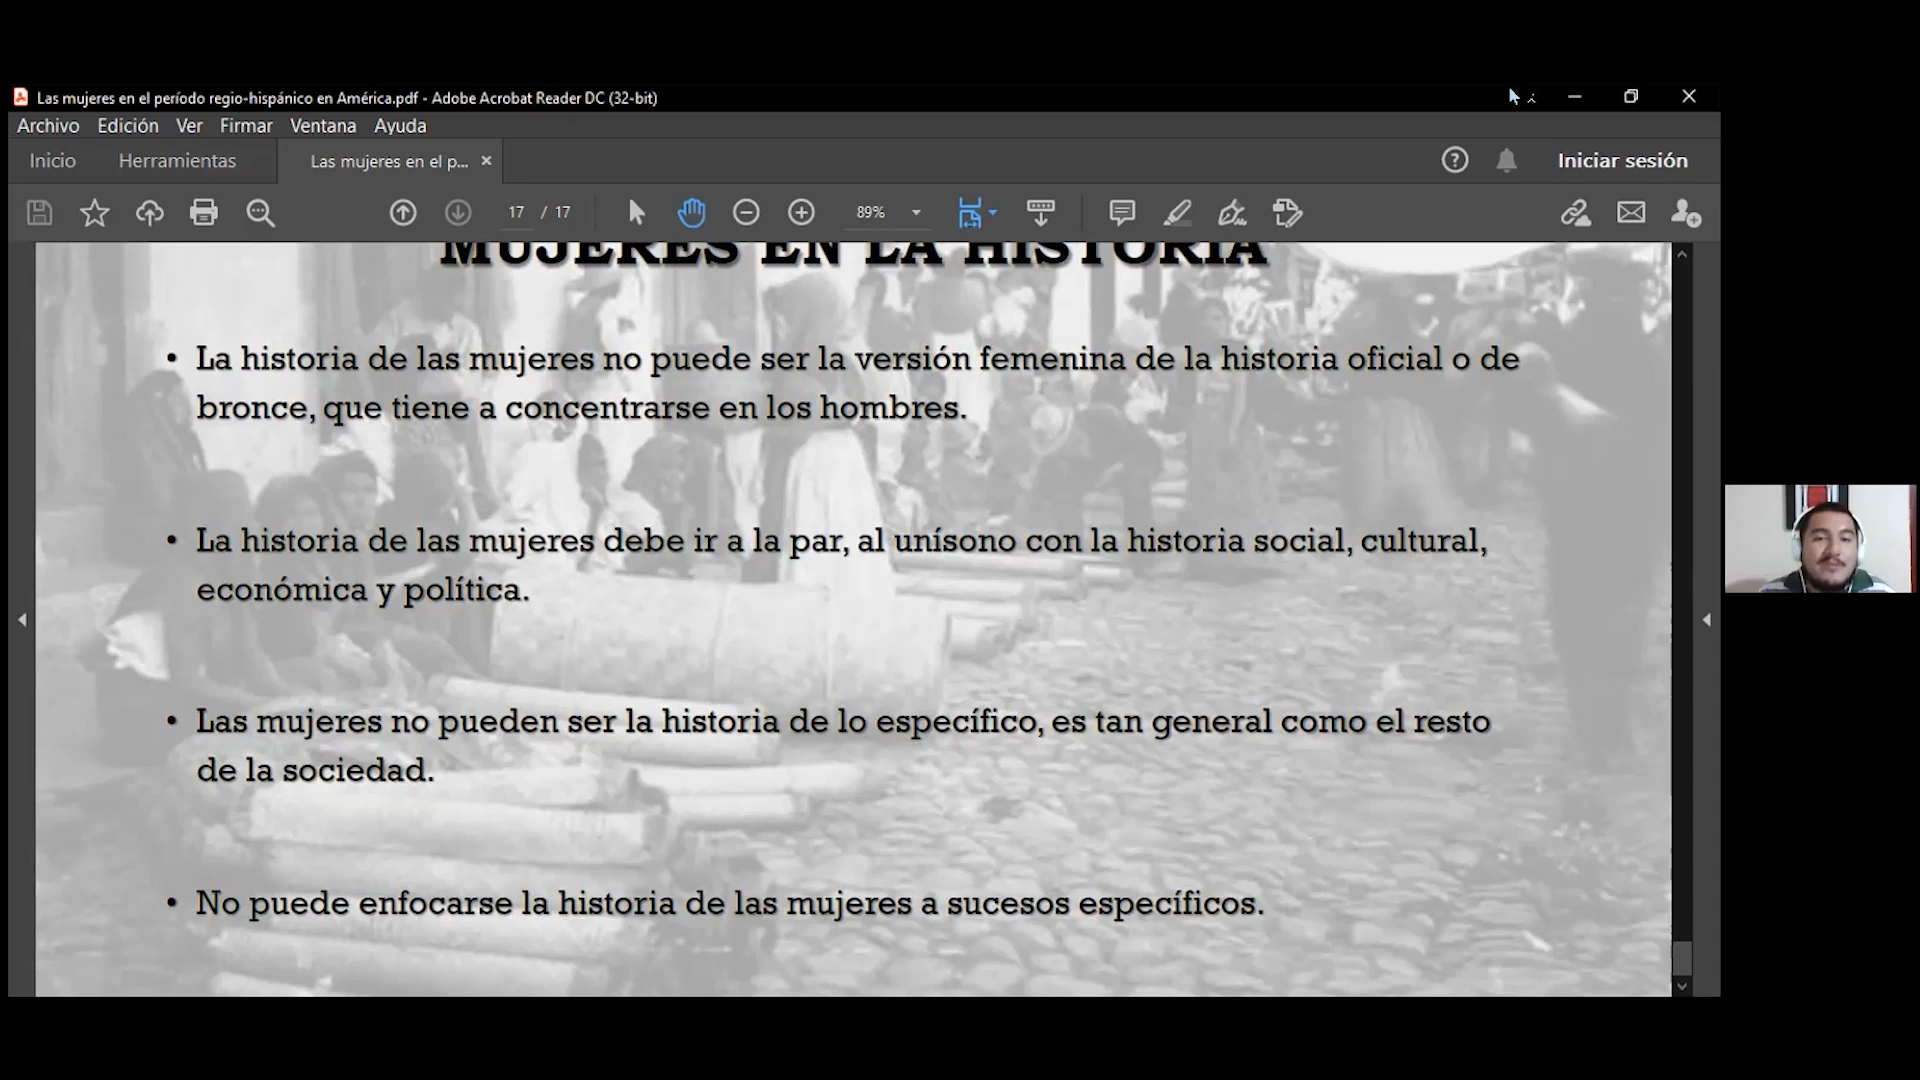 Las mujeres en el período regio-hispánico en América.pdf - Adobe Acrobat Reader DC (32-bit)
Archivo Edición Ver Firmar Ventana Ayuda
Inicio Herramientas Las mujeres en el p... Iniciar sesión
17 / 17 89%
MUJERES EN LA HISTORIA
• La historia de las mujeres no puede ser la versión femenina de la historia oficial o de
bronce, que tiene a concentrarse en los hombres.
• La historia de las mujeres debe ir a la par, al unísono con la historia social, cultural,
económica y política.
• Las mujeres no pueden ser la historia de lo específico, es tan general como el resto
de la sociedad.
• No puede enfocarse la historia de las mujeres a sucesos específicos.